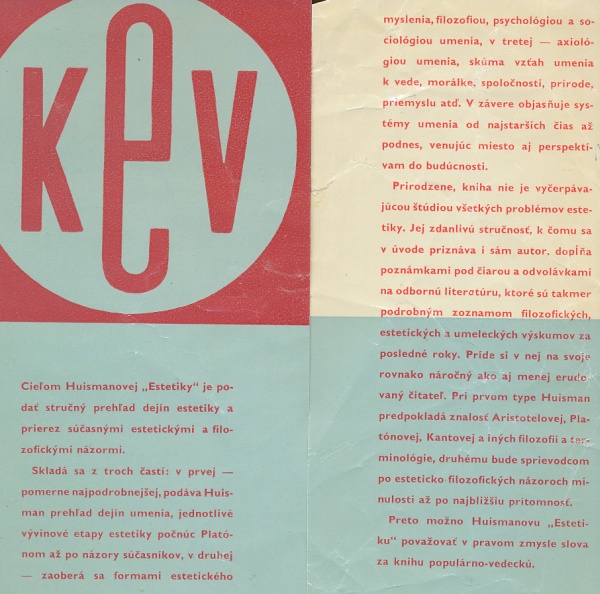 KeV
Cieľom Huismanovej „Estetiky“ je po-
dať stručný prehľad dejín estetiky a
prierez súčasnými estetickými a filo-
zofickými názormi.
Skladá sa z troch častí: v prvej —
pomerne najpodrobnejšej, podáva Huis-
man prehľad dejín umenia, jednotlivé
vývinové etapy estetiky počnúc Plató-
nom až po názory súčasníkov, v druhej
— zaoberá sa formami estetického
myslenia, filozofiou, psychológiou a so-
ciológiou umenia, v tretej — axioló-
giou umenia, skúma vzťah umenia
k vede, morálke, spoločnosti, prírode,
priemyslu atď. V závere objasňuje sys-
témy umenia od najstarších čias až
podnes, venujúc miesto aj perspektí-
vam do budúcnosti.
Prirodzene, kniha nie je vyčerpáva-
júcou štúdiou všetkých problémov este-
tiky. Jej zdanlivú stručnosť, k čomu sa
v úvode priznáva i sám autor, dopĺňa
poznámkami pod čiarou a odvolávkami
na odbornú literatúru, ktoré sú takmer
podrobným zoznamom filozofických,
estetických a umeleckých výskumov za
posledné roky. Príde si v nej na svoje
rovnako náročný ako aj menej erudo-
vaný čitateľ. Pri prvom type Huisman
predpokladá znalosť Aristotelovej, Pla-
tónovej, Kantovej a iných filozofií a ter-
minológie, druhému bude sprievodcom
po esteticko filozofických názoroch mi-
nulosti až po najbližšiu prítomnosť.
Preto možno Huismanovu „Esteti-
ku“ považovať v pravom zmysle slova
za knihu populárno-vedeckú.